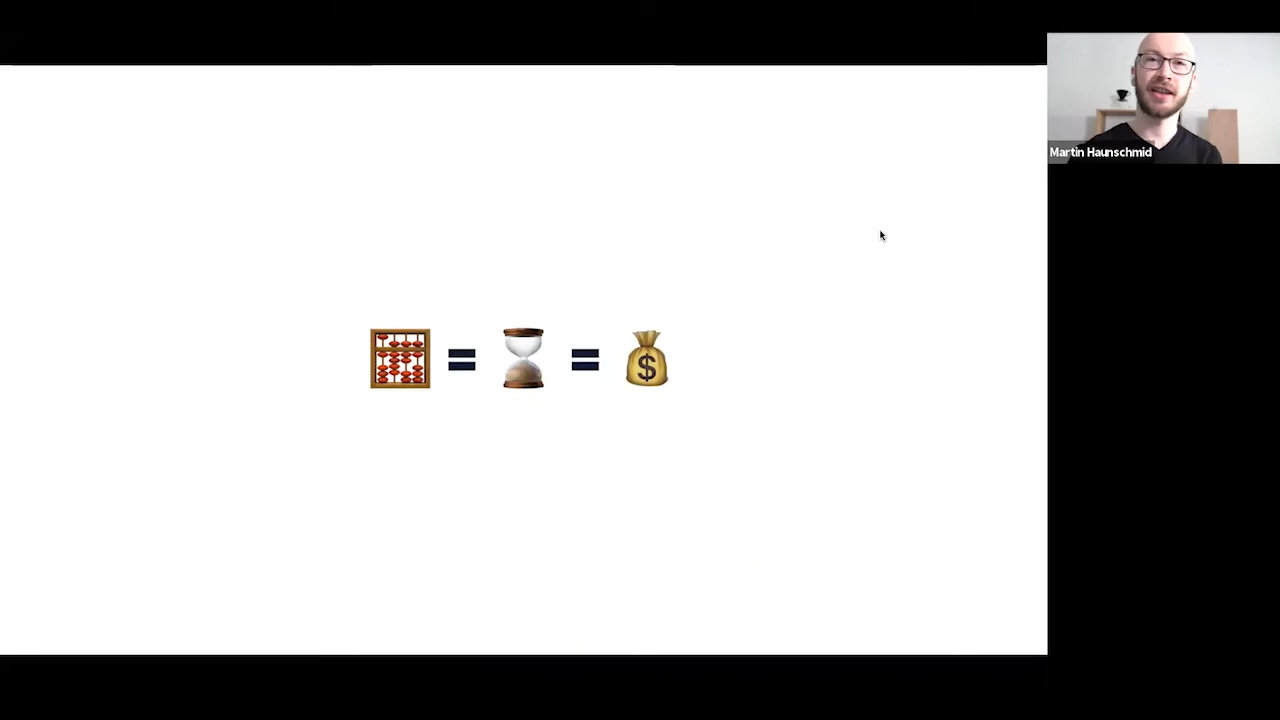 Martin Haunschmid
= = $